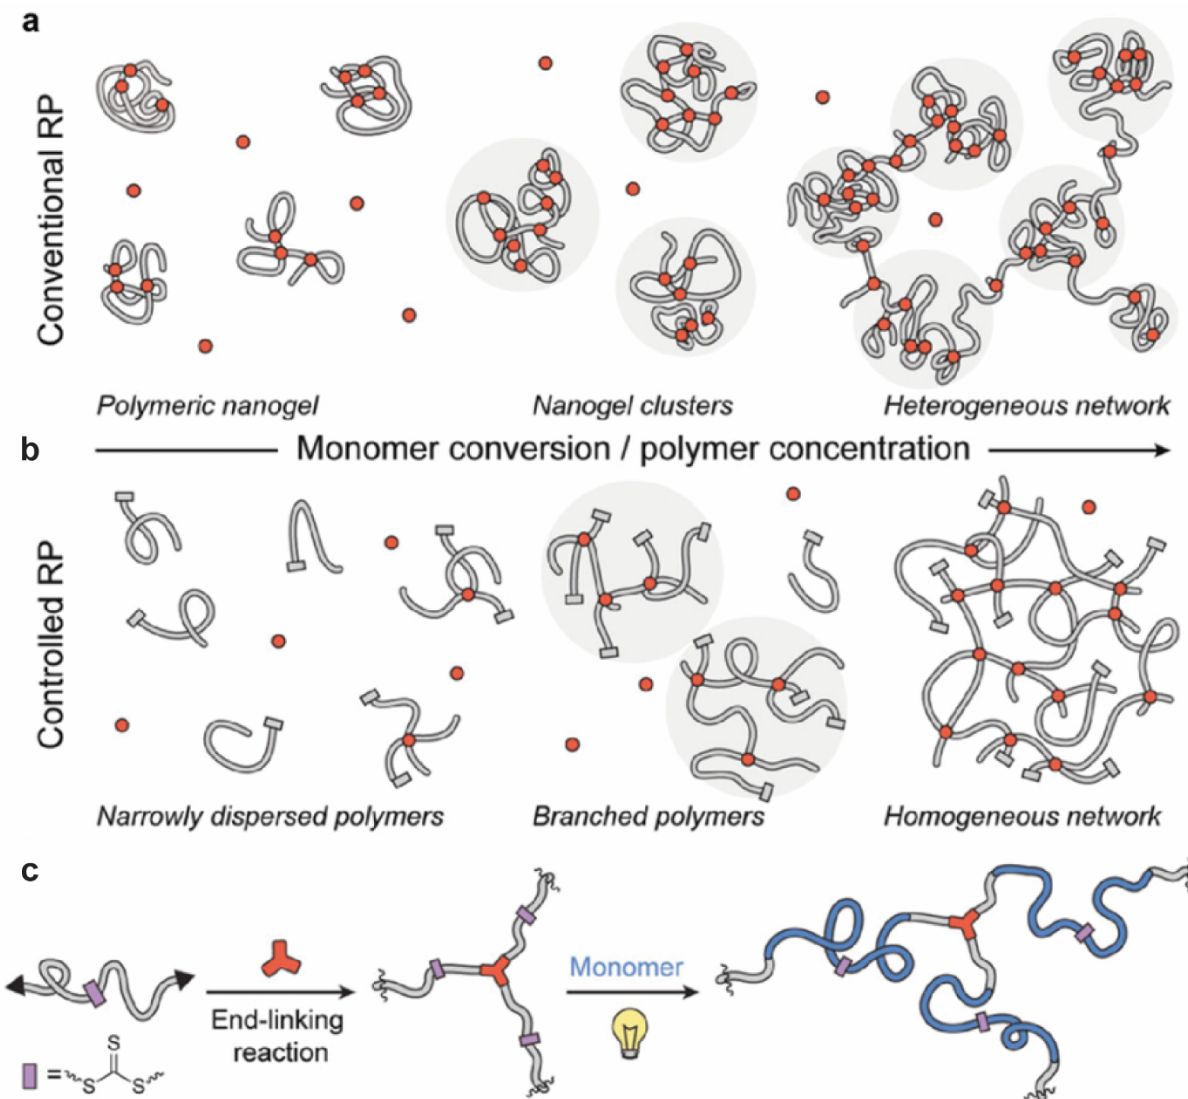 a
Conventional RP
Polymeric nanogel
Nanogel clusters
Heterogeneous network
b
Monomer conversion / polymer concentration
Controlled RP
Narrowly dispersed polymers
Branched polymers
Homogeneous network
c
End-linking
reaction
Monomer
=
S
S
S